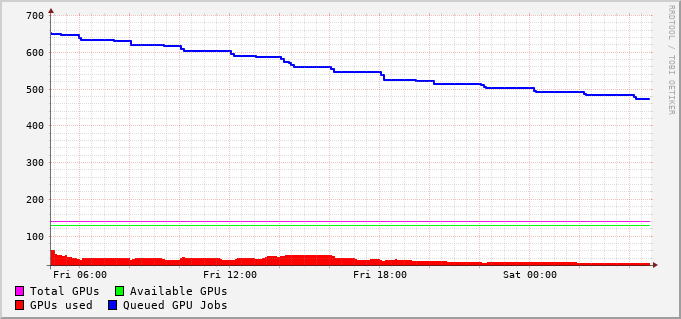 700
600
500
400
300
200
100
Fri 06:00 Fri 12:00 Fri 18:00 Sat 00:00
Total GPUs Available GPUs
GPUs used Queued GPU Jobs
RRDTOOL / TOBI OETIKER